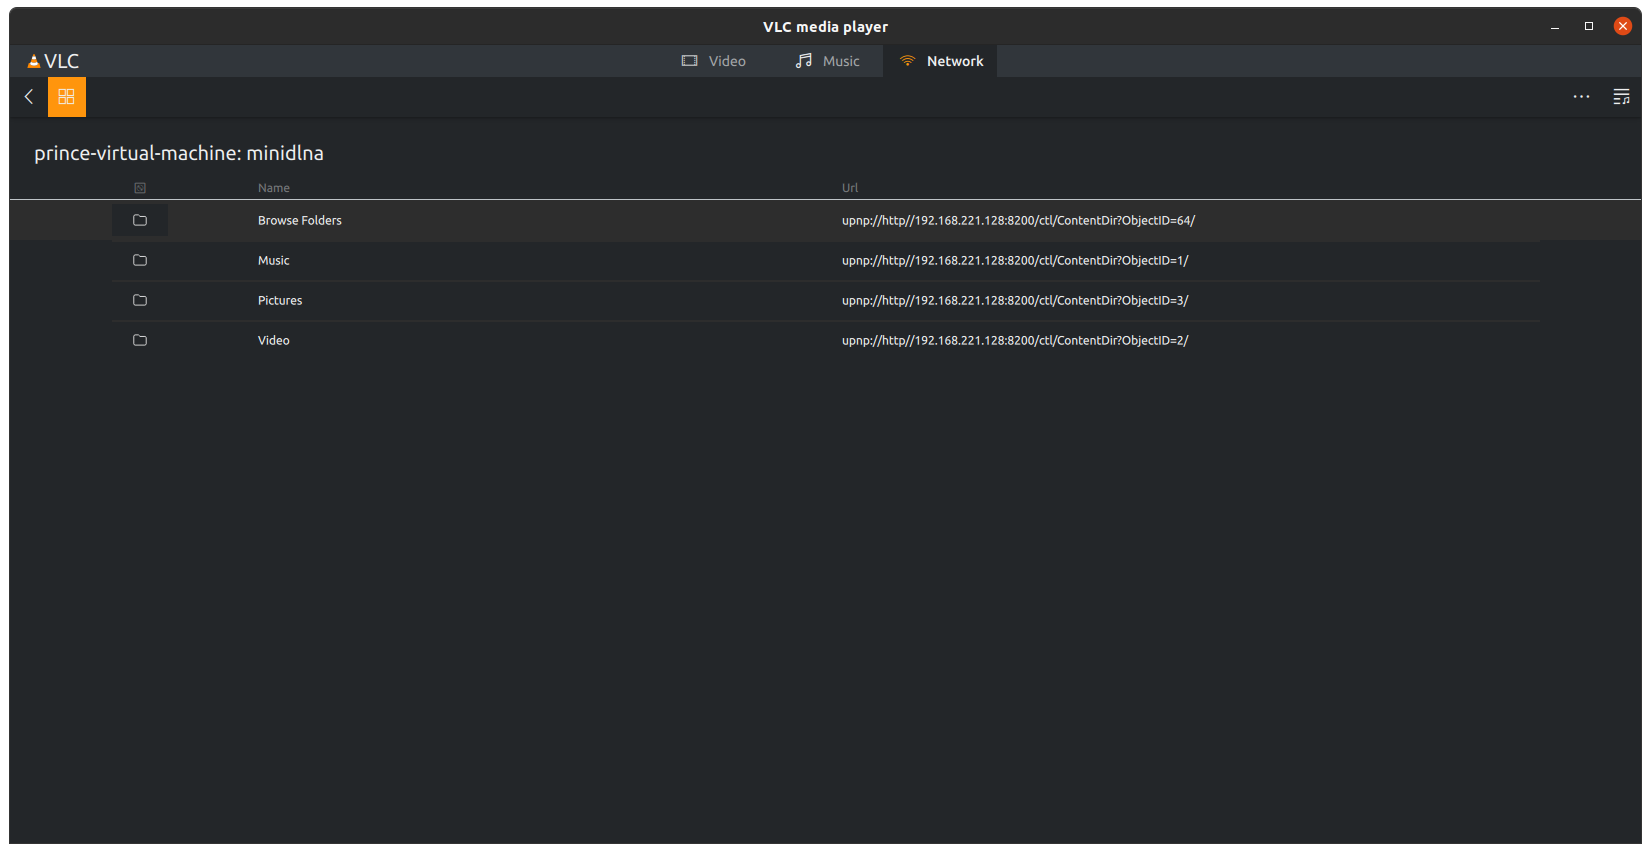 VLC media player
VLC Video Music Network
prince-virtual-machine: minidlna
Name Url
Browse Folders upnp://http//192.168.221.128:8200/ctl/ContentDir?ObjectID=64/
Music upnp://http//192.168.221.128:8200/ctl/ContentDir?ObjectID=1/
Pictures upnp://http//192.168.221.128:8200/ctl/ContentDir?ObjectID=3/
Video upnp://http//192.168.221.128:8200/ctl/ContentDir?ObjectID=2/